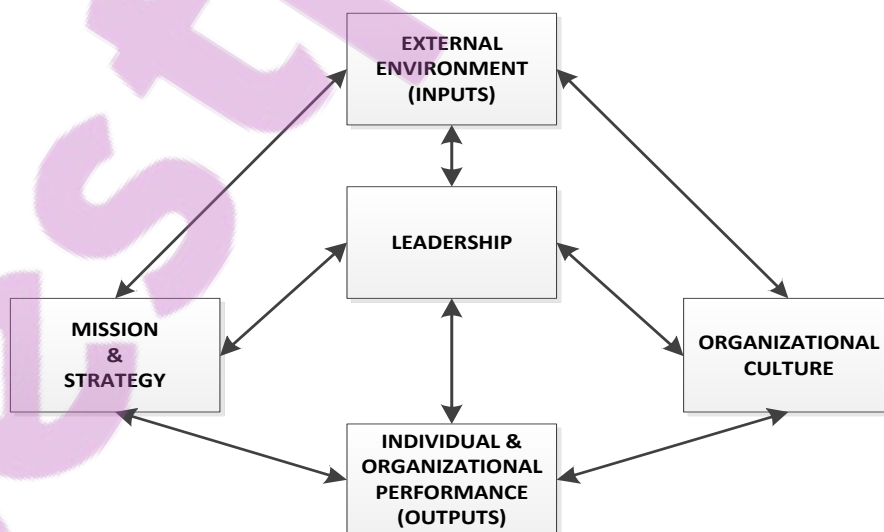 EXTERNAL
ENVIRONMENT
(INPUTS)
LEADERSHIP
MISSION
&
STRATEGY
ORGANIZATIONAL
CULTURE
INDIVIDUAL &
ORGANIZATIONAL
PERFORMANCE
(OUTPUTS)